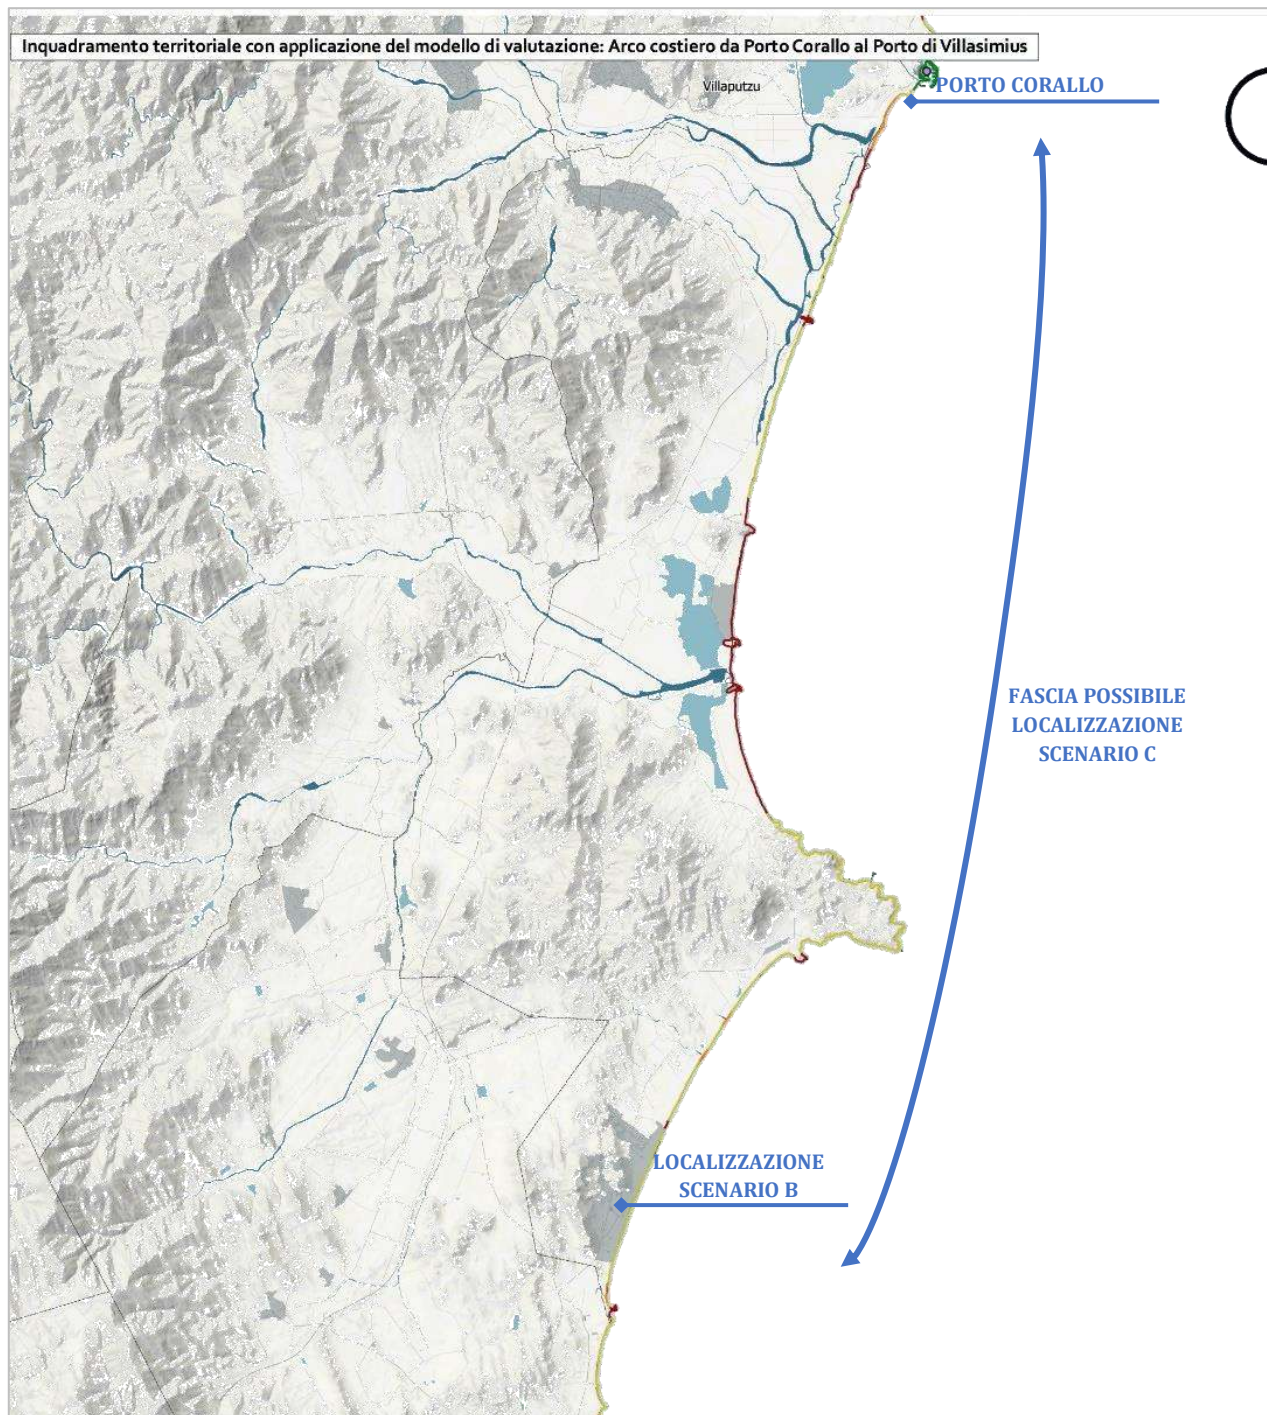 Inquadramento territoriale con applicazione del modello di valutazione: Arco costiero da Porto Corallo al Porto di Villasimius
Villaputzu
PORTO CORALLO
FASCIA POSSIBILE
LOCALIZZAZIONE
SCENARIO C
LOCALIZZAZIONE
SCENARIO B